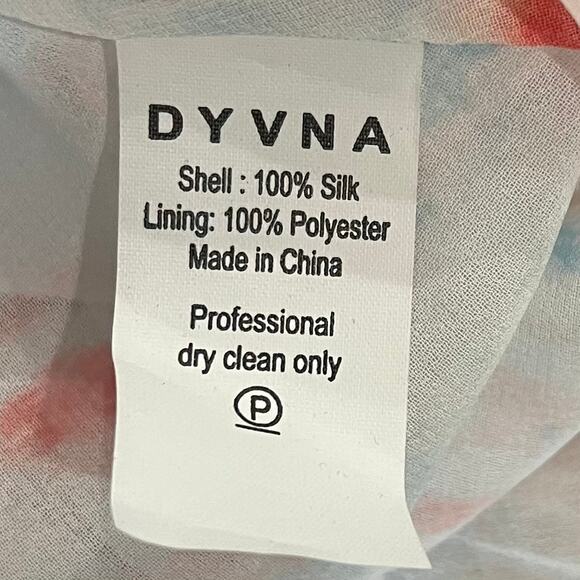 DYVNA
Shell : 100% Silk
Lining: 100% Polyester
Made in China
Professional
dry clean only
P